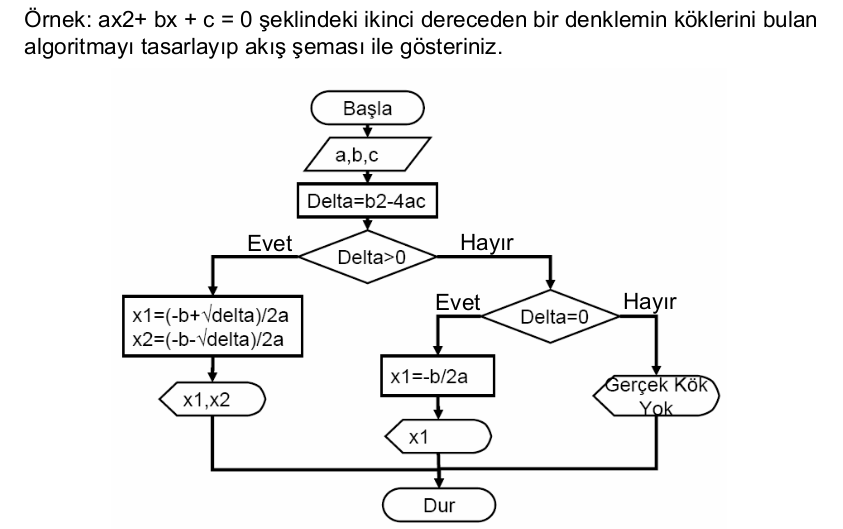 Örnek: ax2+ bx + c = 0 şeklindeki ikinci dereceden bir denklemin köklerini bulan
algoritmayı tasarlayıp akış şeması ile gösteriniz.
Başla
a,b,c
Delta=b2-4ac
Evet
Delta>0
Hayır
x1=(-b+√delta)/2a
x2=(-b-√delta)/2a
Evet
Delta=0
Hayır
x1=-b/2a
x1,x2
Gerçek Kök
Yok
x1
Dur